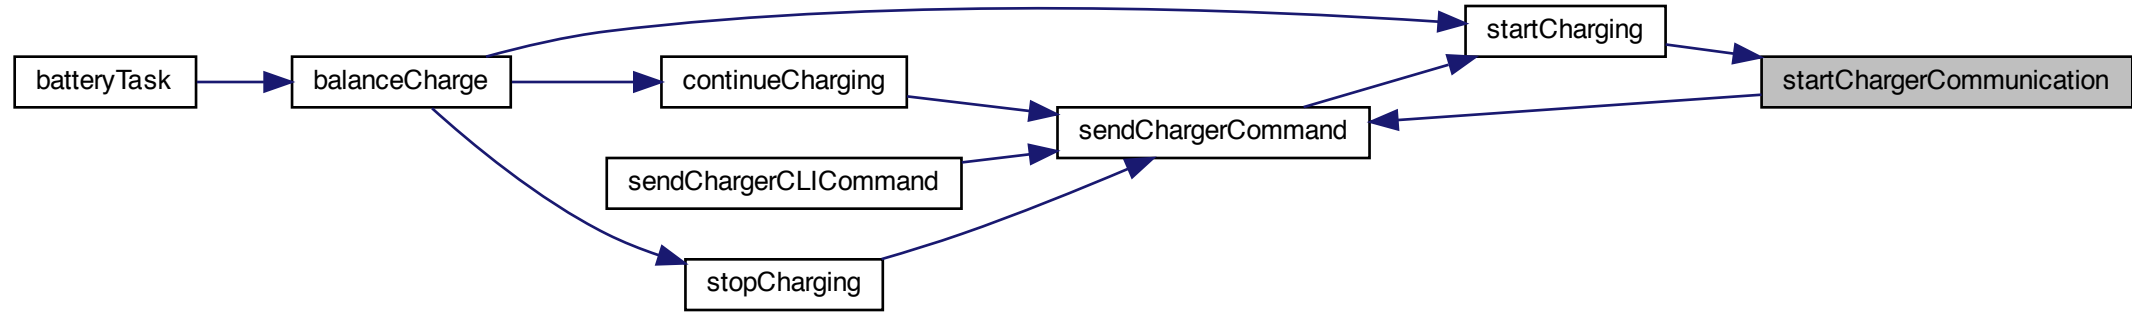 startCharging
batteryTask
balanceCharge
continueCharging
startChargerCommunication
sendChargerCommand
sendChargerCLICommand
stopCharging